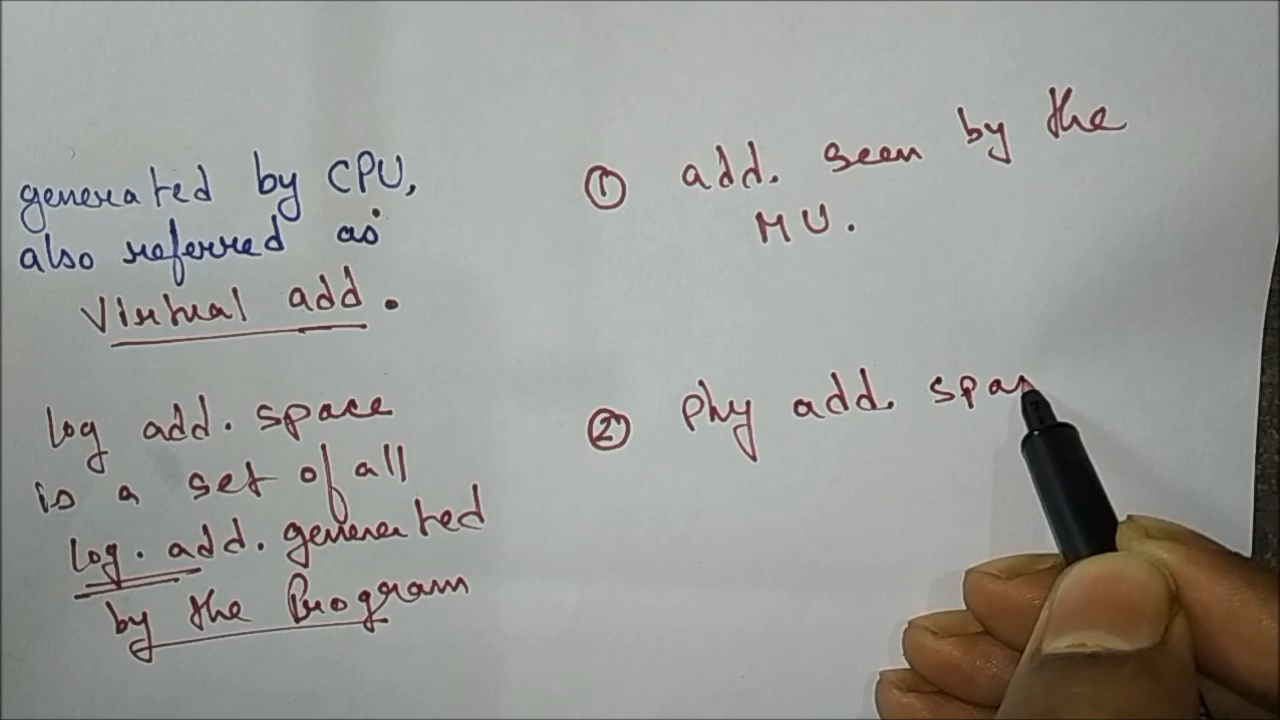 generated by CPU,
also referred as
Virtual add.
log add. space
is a set of all
log. add. generated
by the Program
① add. seen by the
MU.
② Phy add. spa